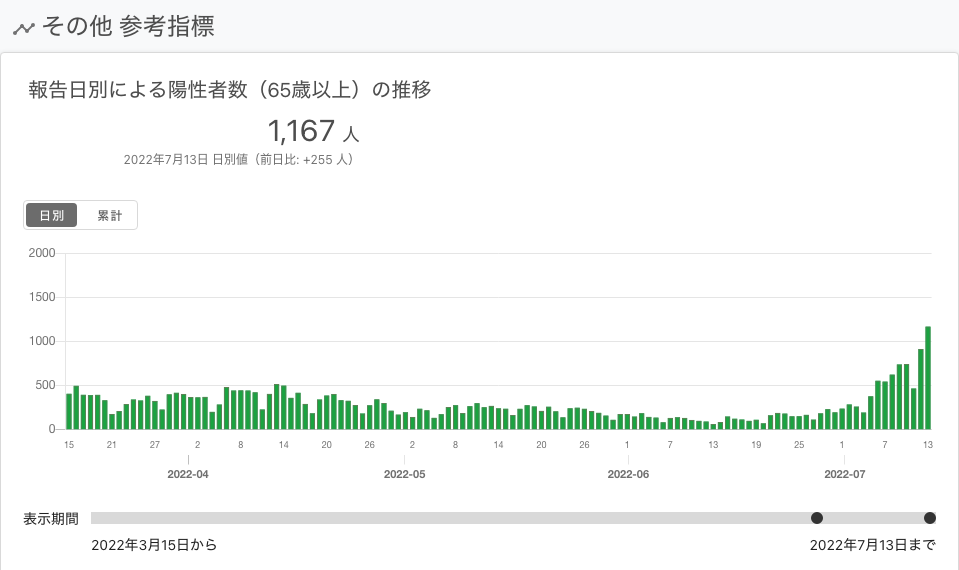 その他 参考指標
報告日別による陽性者数（65歳以上）の推移
1,167 人
2022年7月13日 日別値（前日比: +255 人）
日別 累計
2000
1500
1000
500
0
15 21 27 2 8 14 20 26 2 8 14 20 26 1 7 13 19 25 1 7 13
2022-04 2022-05 2022-06 2022-07
表示期間
2022年3月15日から 2022年7月13日まで